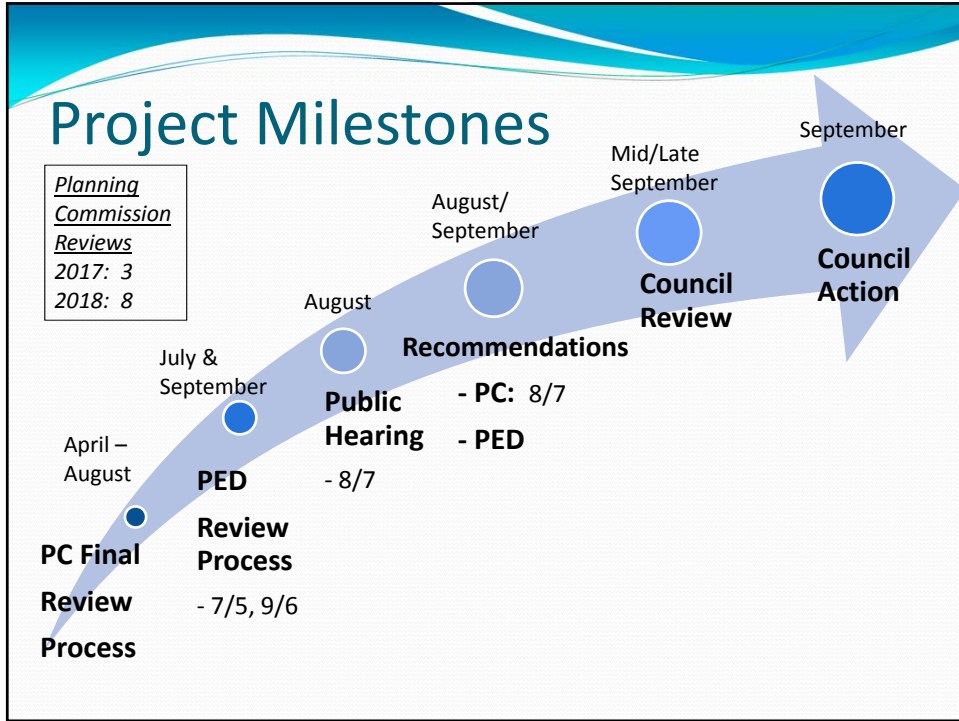 Project Milestones
Planning
Commission
Reviews
2017: 3
2018: 8
April –
August
PC Final
Review
Process
July &
September
PED
Review
Process
- 7/5, 9/6
August
Public
Hearing
- 8/7
August/
September
Recommendations
- PC: 8/7
- PED
Mid/Late
September
Council
Review
September
Council
Action